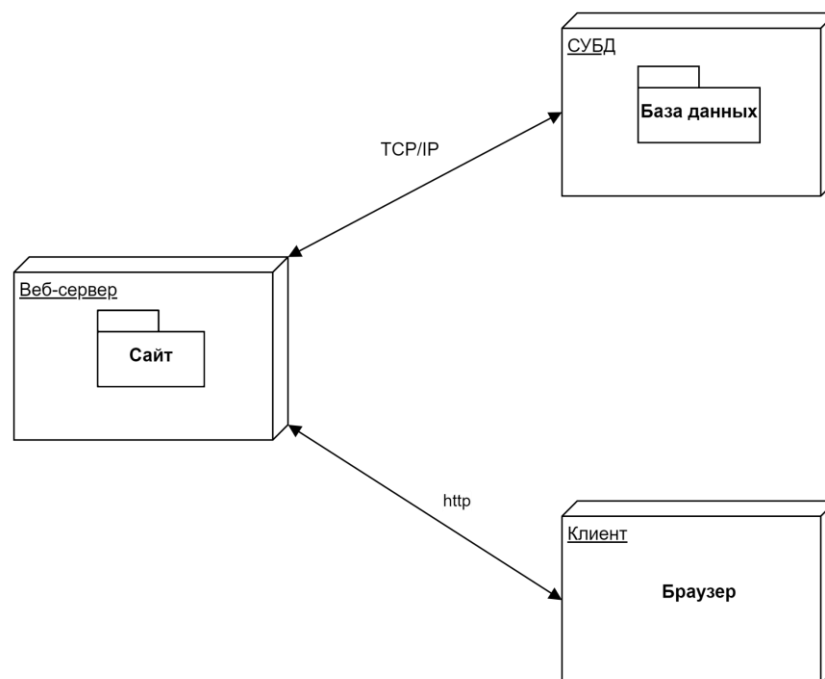 СУБД
База данных
TCP/IP
Веб-сервер
Сайт
http
Клиент
Браузер